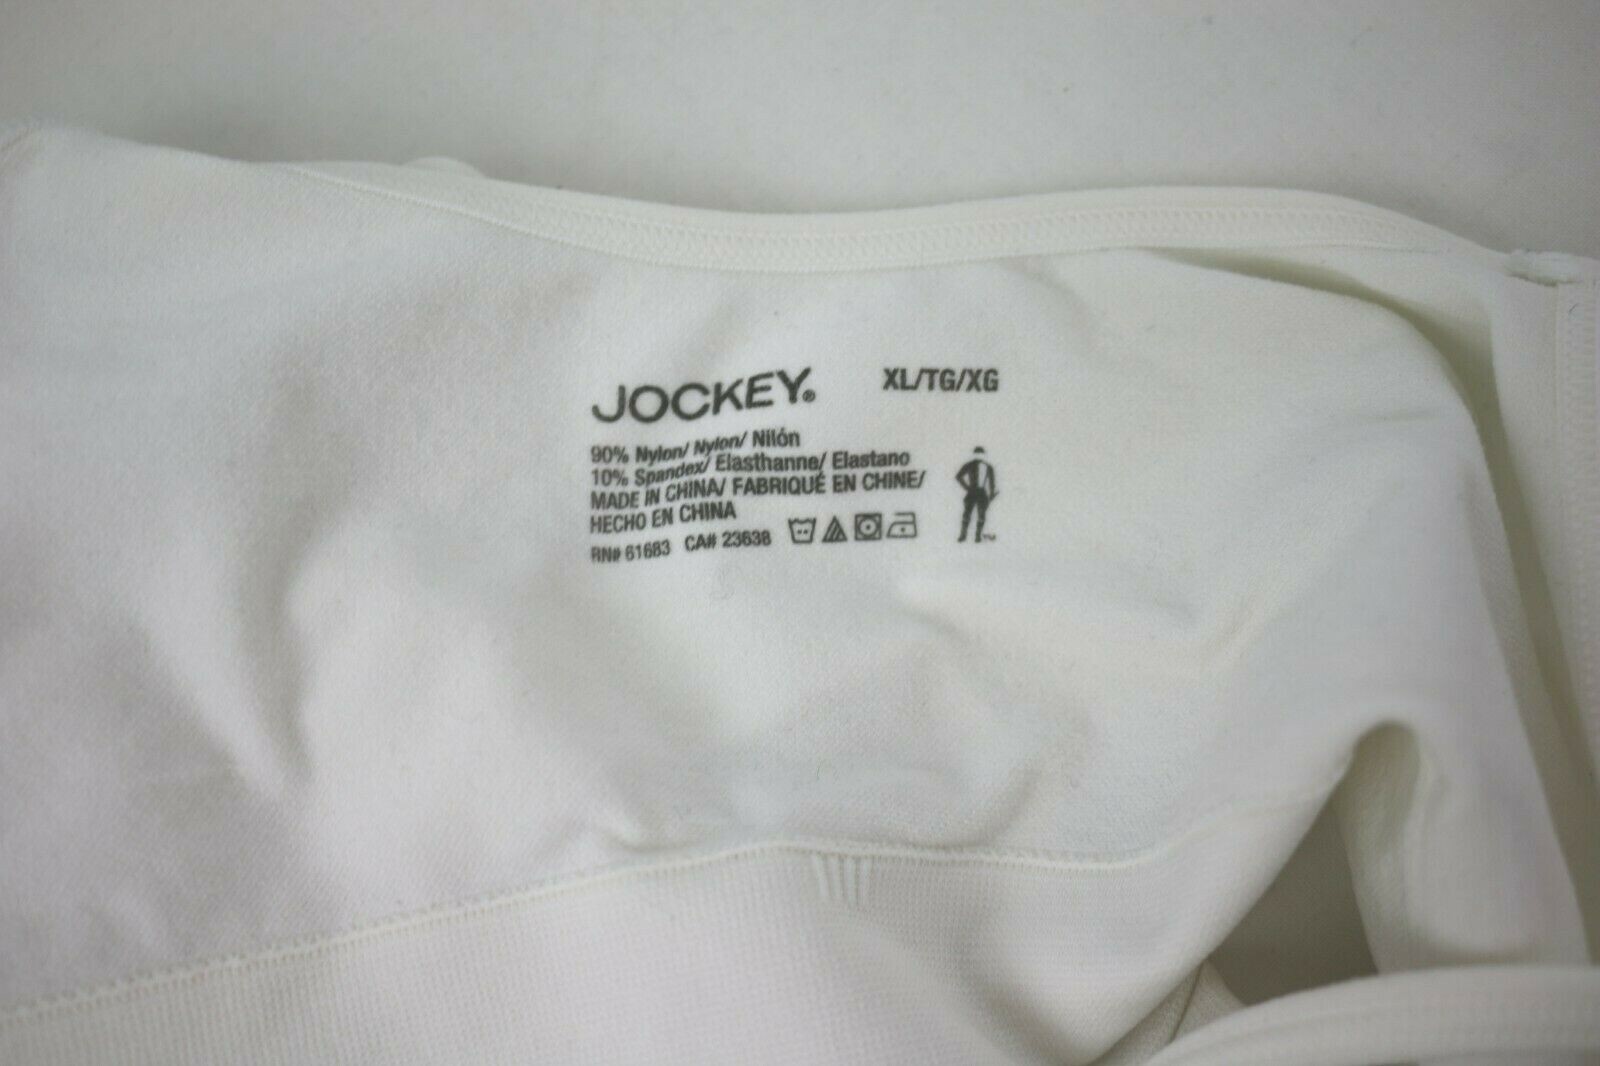 JOCKEY® XL/TG/XG
90% Nylon/ Nylon/ Nilón
10% Spandex/ Elasthanne/ Elastano
MADE IN CHINA/ FABRIQUÉ EN CHINE/
HECHO EN CHINA
RN# 61683 CA# 23638
TM